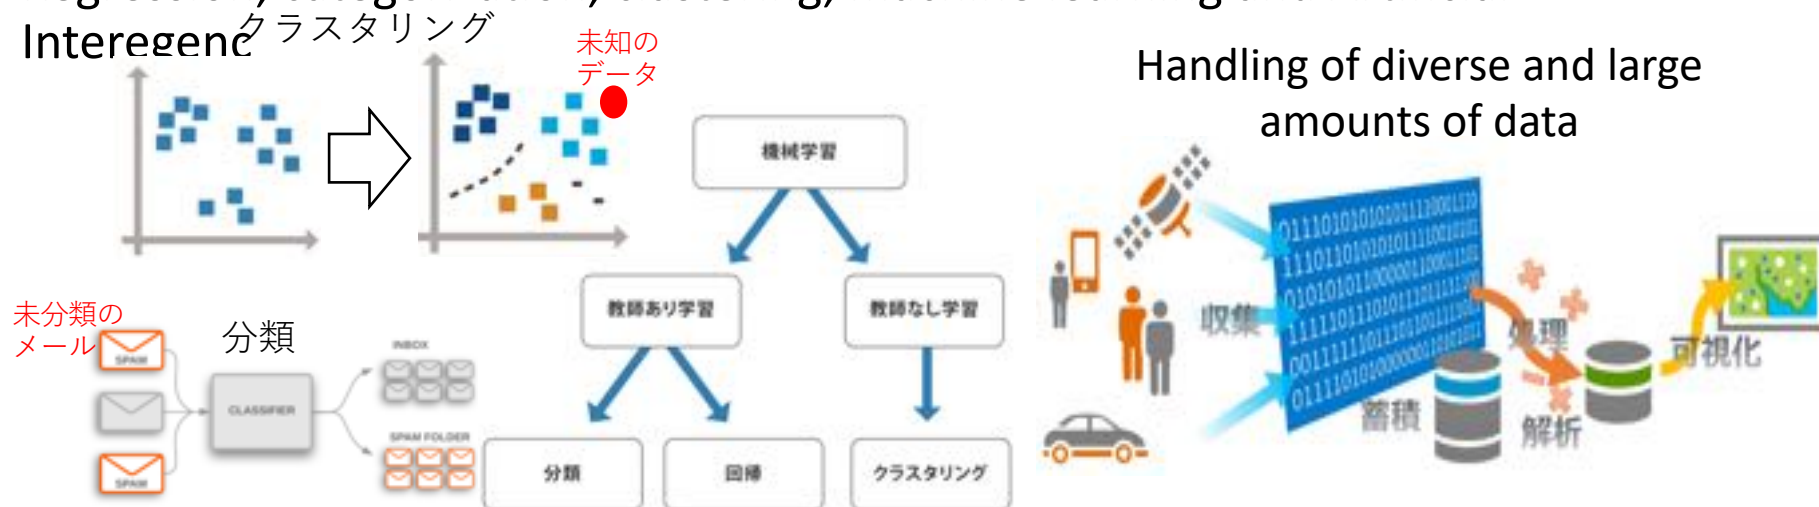 Interegenc
クラスタリング
未知の
データ
Handling of diverse and large
amounts of data
機械学習
教師あり学習
教師なし学習
分類
回帰
クラスタリング
未分類の
メール
分類
SPAM
SPAM
CLASSIFIER
INBOX
SPAM FOLDER
収集
蓄積
処理
解析
可視化